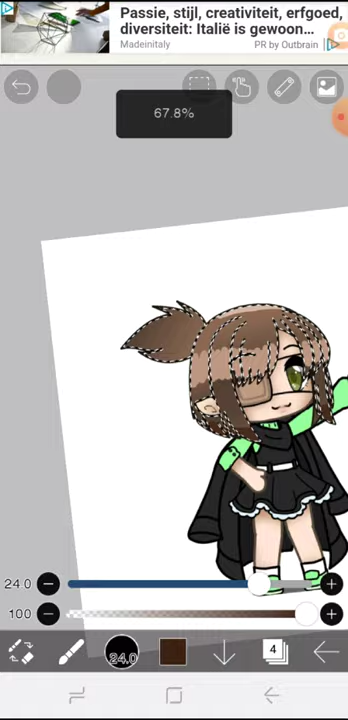 Passie, stijl, creativiteit, erfgoed,
diversiteit: Italië is gewoon...
Madeinitaly
PR by Outbrain
67.8%
24.0
100
24.0
4